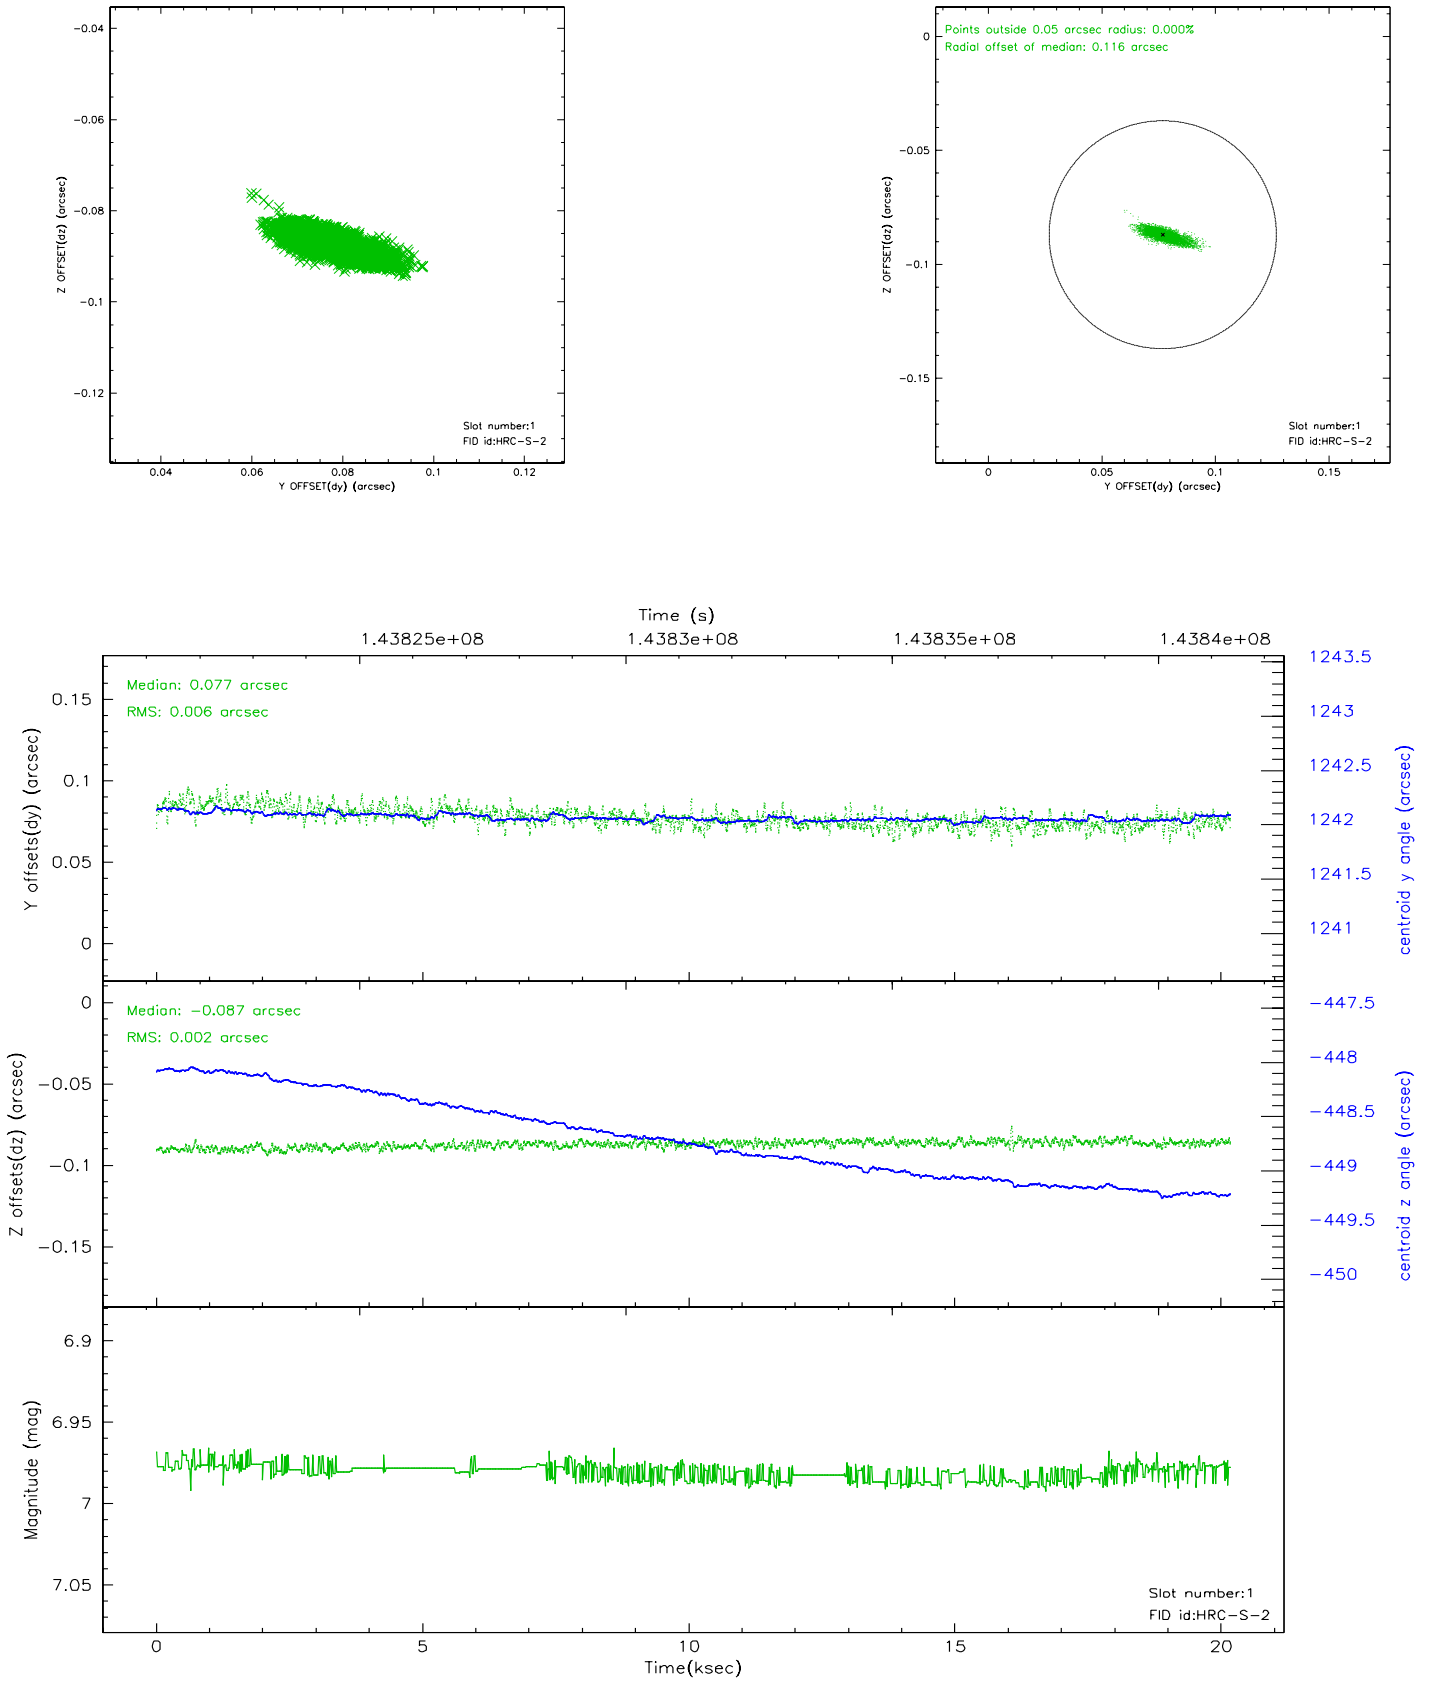 -0.04
-0.06
-0.08
-0.1
-0.12
Z OFFSET(dz) (arcsec)
0.04 0.06 0.08 0.1 0.12
Y OFFSET(dy) (arcsec)
Slot number:1
FID id:HRC-S-2
Points outside 0.05 arcsec radius: 0.000%
Radial offset of median: 0.116 arcsec
0
-0.05
-0.1
-0.15
Z OFFSET(dz) (arcsec)
0 0.05 0.1 0.15
Y OFFSET(dy) (arcsec)
Slot number:1
FID id:HRC-S-2
Time (s)
1.43825e+08 1.4383e+08 1.43835e+08 1.4384e+08
Median: 0.077 arcsec
RMS: 0.006 arcsec
0.15
0.1
0.05
0
Y offsets(dy) (arcsec)
1243.5
1243
1242.5
1242
1241.5
1241
centroid y angle (arcsec)
Median: -0.087 arcsec
RMS: 0.002 arcsec
0
-0.05
-0.1
-0.15
Z offsets(dz) (arcsec)
-447.5
-448
-448.5
-449
-449.5
-450
centroid z angle (arcsec)
6.9
6.95
7
7.05
Magnitude (mag)
Slot number:1
FID id:HRC-S-2
0 5 10 15 20
Time(ksec)